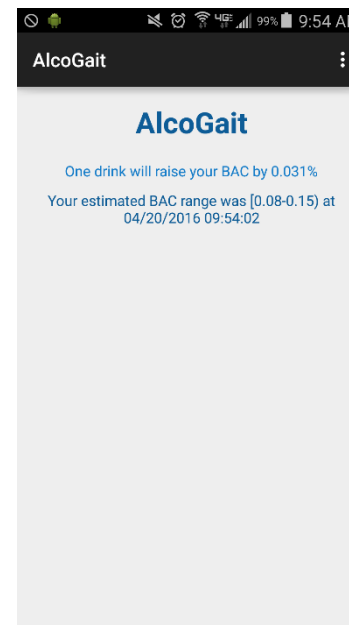 4GE 99% 9:54 A
AlcoGait
AlcoGait
One drink will raise your BAC by 0.031%
Your estimated BAC range was [0.08-0.15) at
04/20/2016 09:54:02